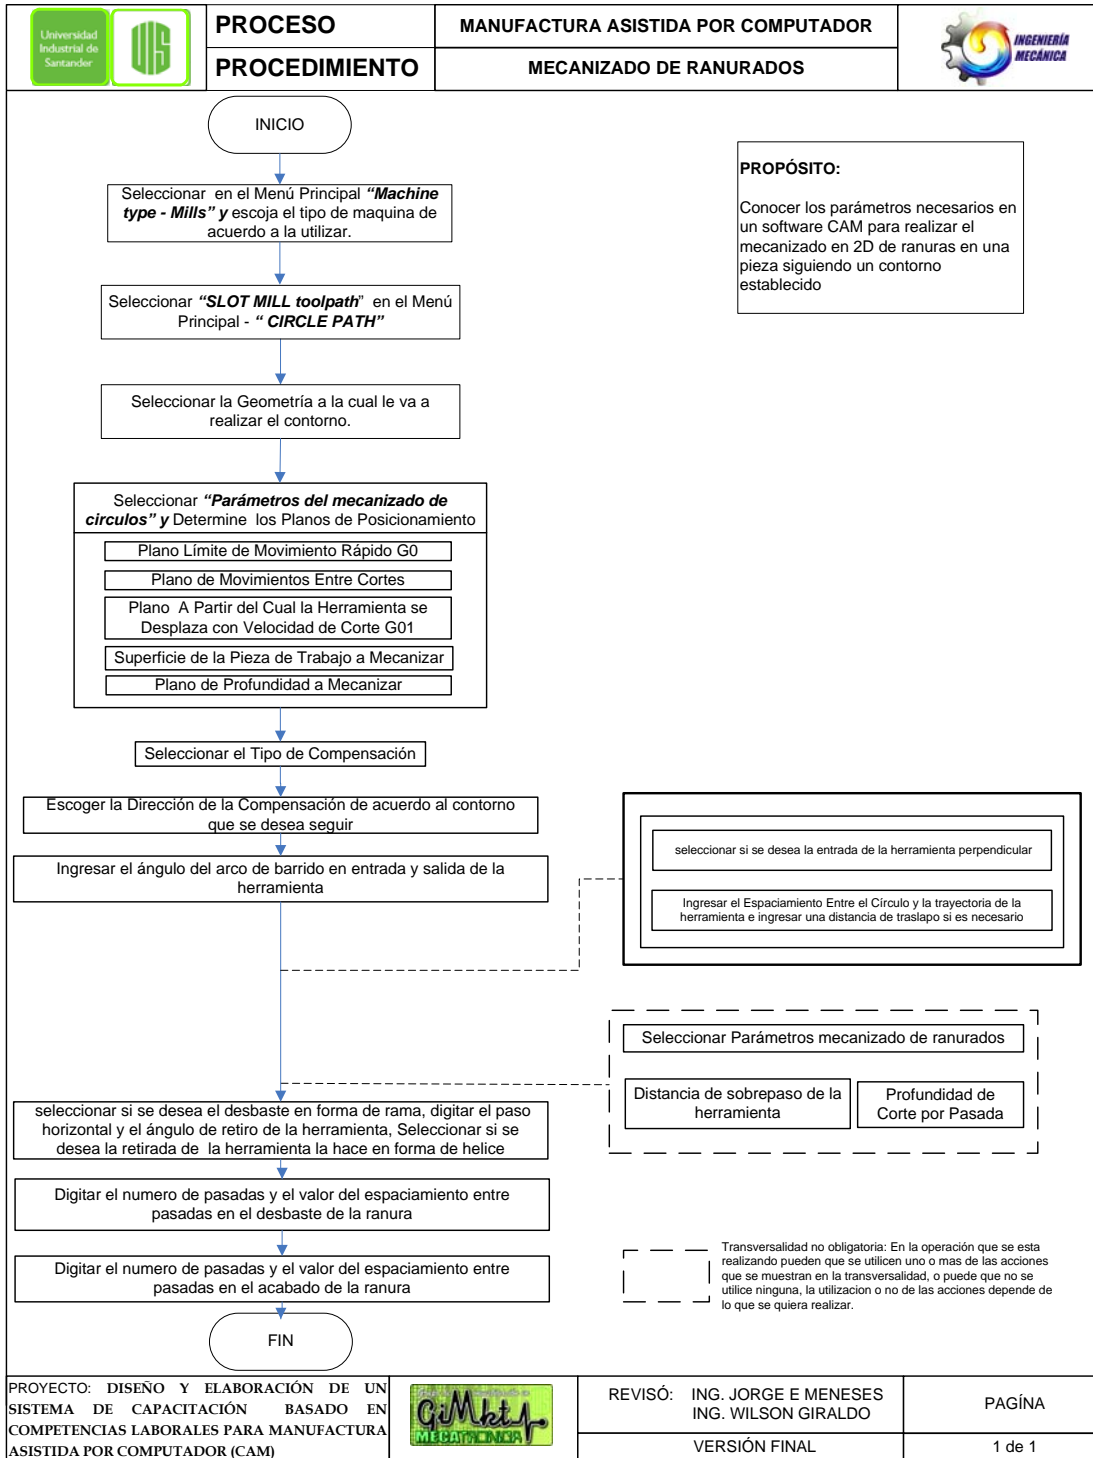 Universidad
Industrial de
Santander
UIS
PROCESO
MANUFACTURA ASISTIDA POR COMPUTADOR
PROCEDIMIENTO
MECANIZADO DE RANURADOS
INGENIERÍA
MECÁNICA
INICIO
Seleccionar en el Menú Principal “Machine
type - Mills” y escoja el tipo de maquina de
acuerdo a la utilizar.
PROPÓSITO:
Conocer los parámetros necesarios en
un software CAM para realizar el
mecanizado en 2D de ranuras en una
pieza siguiendo un contorno
establecido
Seleccionar “SLOT MILL toolpath” en el Menú
Principal - “ CIRCLE PATH”
Seleccionar la Geometría a la cual le va a
realizar el contorno.
Seleccionar “Parámetros del mecanizado de
circulos” y Determine los Planos de Posicionamiento
Plano Límite de Movimiento Rápido G0
Plano de Movimientos Entre Cortes
Plano A Partir del Cual la Herramienta se
Desplaza con Velocidad de Corte G01
Superficie de la Pieza de Trabajo a Mecanizar
Plano de Profundidad a Mecanizar
Seleccionar el Tipo de Compensación
Escoger la Dirección de la Compensación de acuerdo al contorno
que se desea seguir
Ingresar el ángulo del arco de barrido en entrada y salida de la
herramienta
seleccionar si se desea la entrada de la herramienta perpendicular
Ingresar el Espaciamiento Entre el Círculo y la trayectoria de la
herramienta e ingresar una distancia de traslapo si es necesario
Seleccionar Parámetros mecanizado de ranurados
Distancia de sobrepaso de la
herramienta
Profundidad de
Corte por Pasada
seleccionar si se desea el desbaste en forma de rama, digitar el paso
horizontal y el ángulo de retiro de la herramienta, Seleccionar si se
desea la retirada de la herramienta la hace en forma de helice
Digitar el numero de pasadas y el valor del espaciamiento entre
pasadas en el desbaste de la ranura
Digitar el numero de pasadas y el valor del espaciamiento entre
pasadas en el acabado de la ranura
Transversalidad no obligatoria: En la operación que se esta
realizando pueden que se utilicen uno o mas de las acciones
que se muestran en la transversalidad, o puede que no se
utilice ninguna, la utilizacion o no de las acciones depende de
lo que se quiera realizar.
FIN
PROYECTO: DISEÑO Y ELABORACIÓN DE UN
SISTEMA DE CAPACITACIÓN BASADO EN
COMPETENCIAS LABORALES PARA MANUFACTURA
ASISTIDA POR COMPUTADOR (CAM)
GiMkt
MECATRONICA
REVISÓ: ING. JORGE E MENESES
ING. WILSON GIRALDO
VERSIÓN FINAL
PAGÍNA
1 de 1